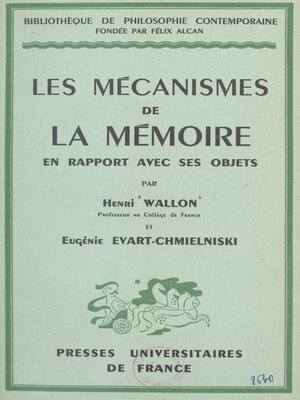 BIBLIOTHÈQUE DE PHILOSOPHIE CONTEMPORAINE
FONDÉE PAR FÉLIX ALCAN
LES MÉCANISMES
DE
LA MÉMOIRE
EN RAPPORT AVEC SES OBJETS
PAR
HENRI WALLON
Professeur au Collège de France
ET
EUGÉNIE EVART-CHMIELNISKI
PRESSES UNIVERSITAIRES
DE FRANCE
2630